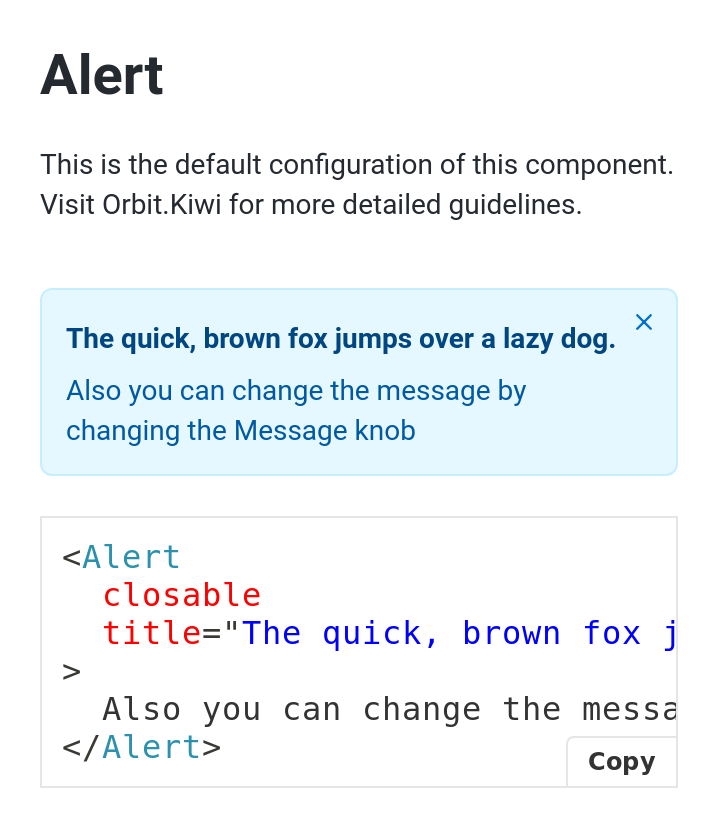 Alert
This is the default configuration of this component.
Visit Orbit.Kiwi for more detailed guidelines.
The quick, brown fox jumps over a lazy dog.
Also you can change the message by
changing the Message knob
<Alert
  closable
  title="The quick, brown fox j
>
  Also you can change the messa
</Alert>
Copy